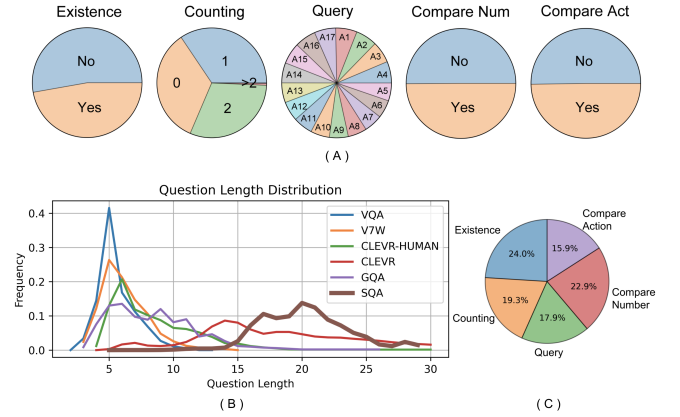 Existence Counting Query Compare Num Compare Act
No Yes
0 1 2 >2
A1 A2 A3 A4 A5 A6 A7 A8 A9 A10 A11 A12 A13 A14 A15 A16 A17
No Yes
No Yes
( A )
Question Length Distribution
Frequency
0.4
0.3
0.2
0.1
0.0
VQA
V7W
CLEVR-HUMAN
CLEVR
GQA
SQA
5 10 15 20 25 30
Question Length
( B )
Existence
24.0%
Compare
Action
15.9%
Compare
Number
22.9%
Query
17.9%
Counting
19.3%
( C )